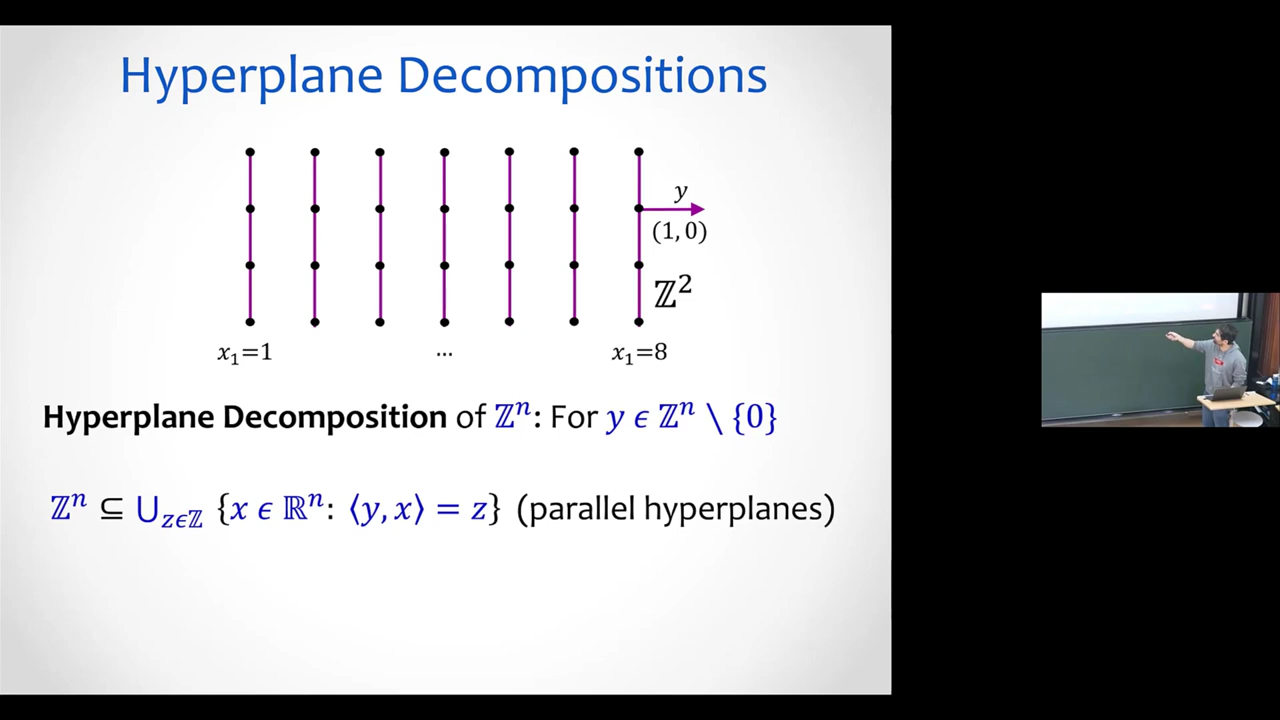 Hyperplane Decompositions
y
(1, 0)
ℤ²
x₁=1
...
x₁=8
Hyperplane Decomposition of ℤⁿ: For y ϵ ℤⁿ \ {0}
ℤⁿ ⊆ ⋃_{zϵℤ} {x ϵ ℝⁿ: ⟨y, x⟩ = z} (parallel hyperplanes)